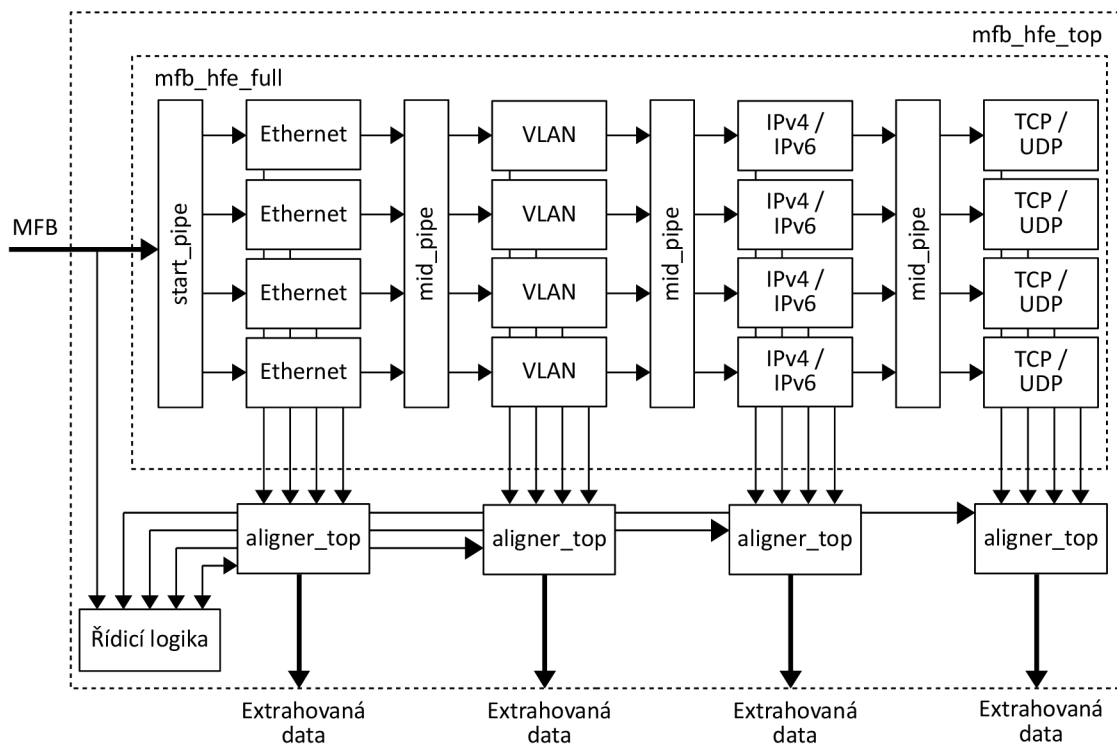 mfb_hfe_top
mfb_hfe_full
MFB
start_pipe
Ethernet
Ethernet
Ethernet
Ethernet
mid_pipe
VLAN
VLAN
VLAN
VLAN
mid_pipe
IPv4 /
IPv6
IPv4 /
IPv6
IPv4 /
IPv6
IPv4 /
IPv6
mid_pipe
TCP /
UDP
TCP /
UDP
TCP /
UDP
TCP /
UDP
aligner_top
aligner_top
aligner_top
aligner_top
Řídicí logika
Extrahovaná
data
Extrahovaná
data
Extrahovaná
data
Extrahovaná
data